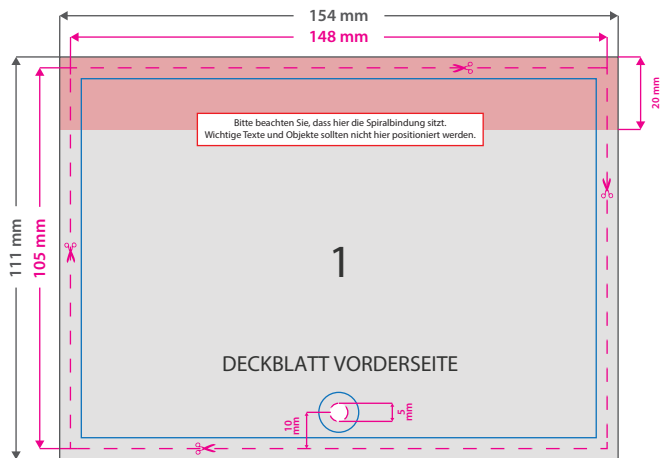 154 mm
148 mm
20 mm
Bitte beachten Sie, dass hier die Spiralbindung sitzt.
Wichtige Texte und Objekte sollten nicht hier positioniert werden.
111 mm
105 mm
1
DECKBLATT VORDERSEITE
10
mm
5
mm